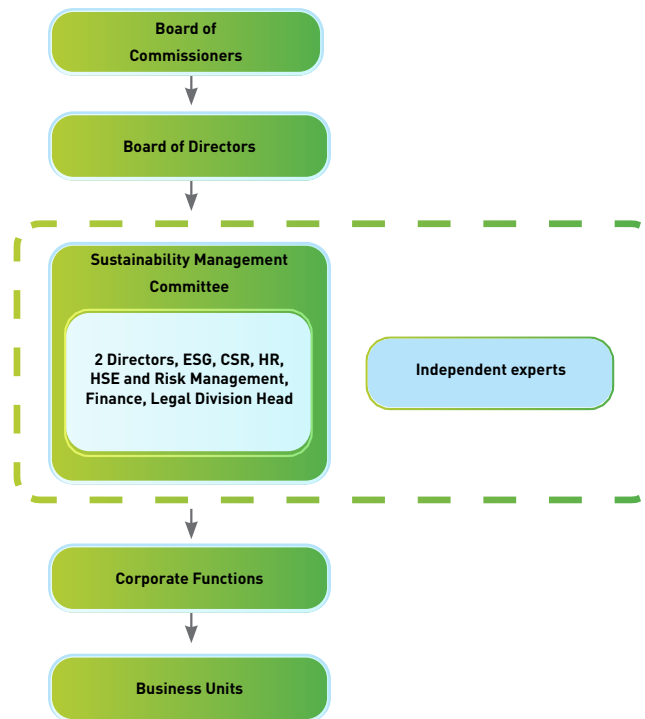 Board of
Commissioners
Board of Directors
Sustainability Management
Committee
2 Directors, ESG, CSR, HR,
HSE and Risk Management,
Finance, Legal Division Head
Independent experts
Corporate Functions
Business Units